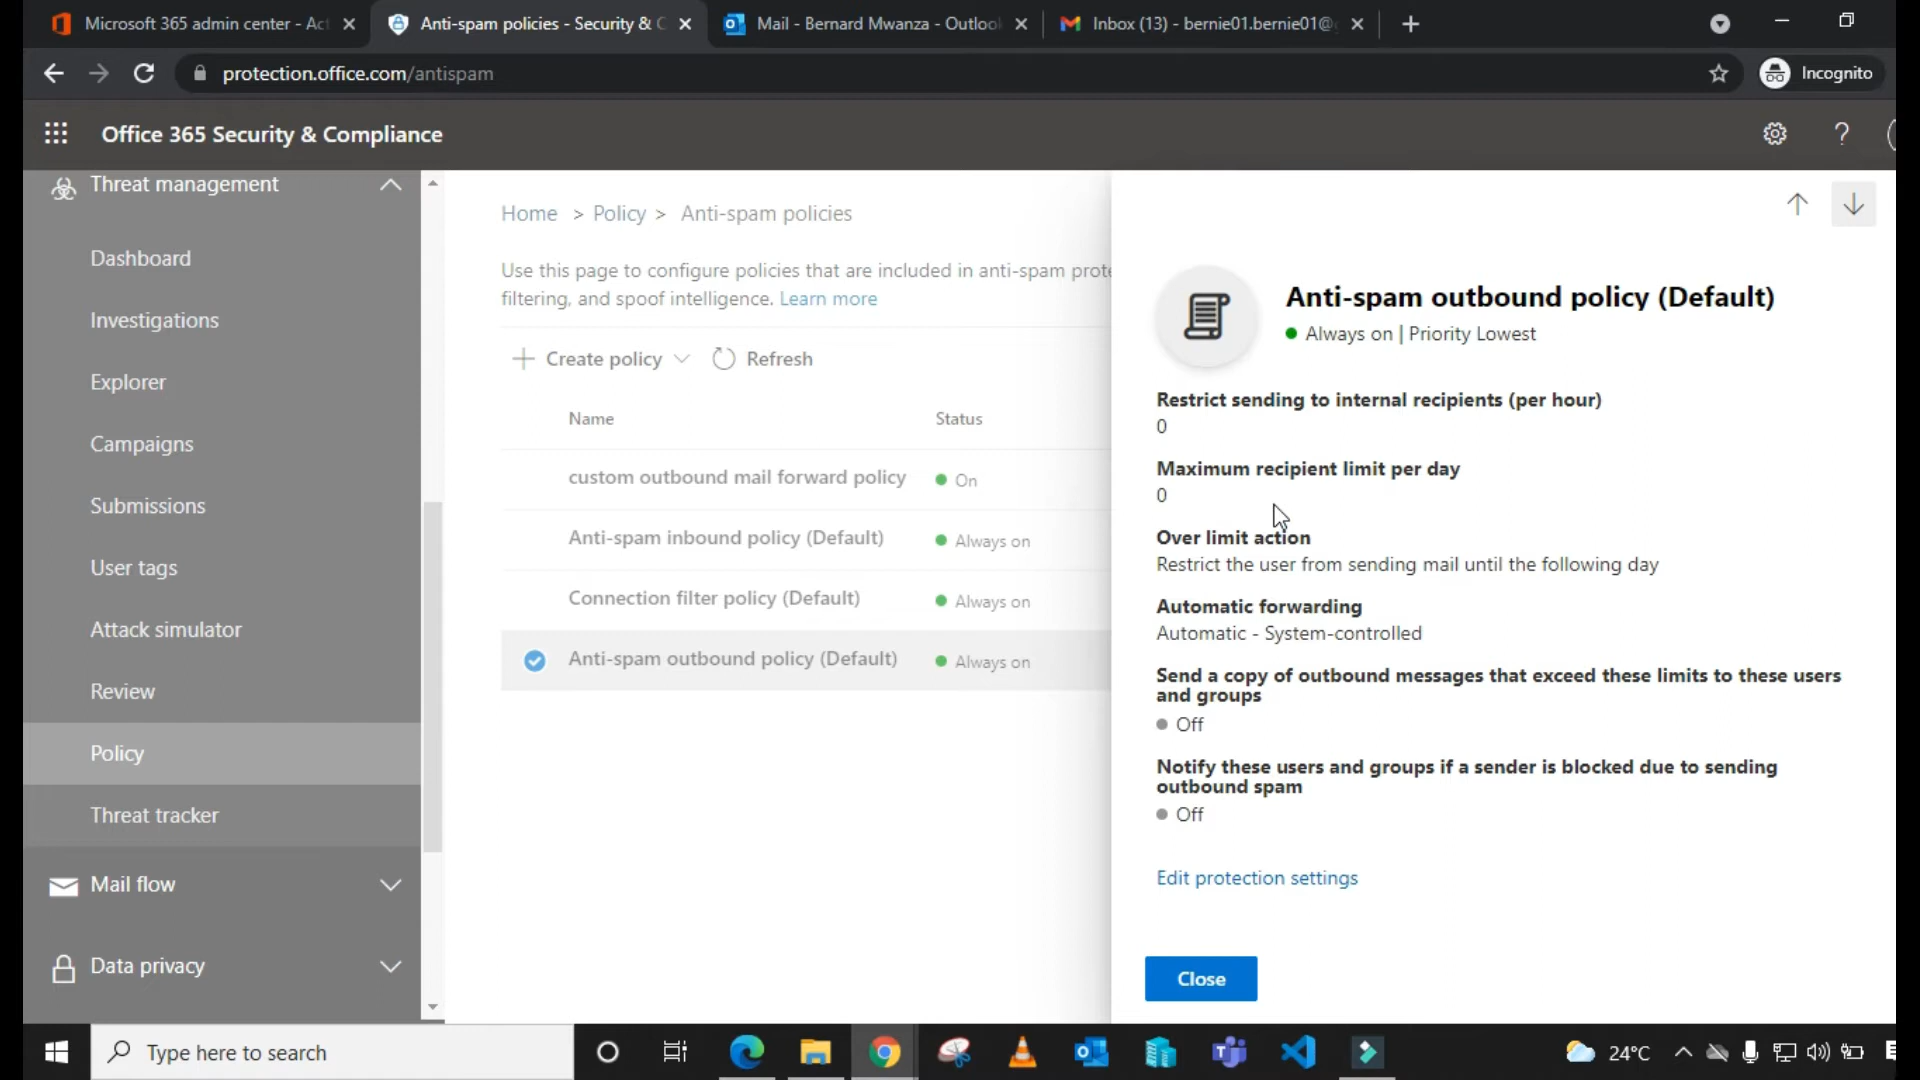 Microsoft 365 admin center - Act
Anti-spam policies - Security & C
Mail - Bernard Mwanza - Outlook
Inbox (13) - bernie01.bernie01@g
protection.office.com/antispam
Incognito
Office 365 Security & Compliance
?
Threat management
Dashboard
Investigations
Explorer
Campaigns
Submissions
User tags
Attack simulator
Review
Policy
Threat tracker
Mail flow
Data privacy
Home > Policy > Anti-spam policies
Use this page to configure policies that are included in anti-spam prote
filtering, and spoof intelligence. Learn more
Create policy
Refresh
Name Status
custom outbound mail forward policy On
Anti-spam inbound policy (Default) Always on
Connection filter policy (Default) Always on
Anti-spam outbound policy (Default) Always on
Anti-spam outbound policy (Default)
Always on | Priority Lowest
Restrict sending to internal recipients (per hour)
0
Maximum recipient limit per day
0
Over limit action
Restrict the user from sending mail until the following day
Automatic forwarding
Automatic - System-controlled
Send a copy of outbound messages that exceed these limits to these users
and groups
Off
Notify these users and groups if a sender is blocked due to sending
outbound spam
Off
Edit protection settings
Close
Type here to search
24°C